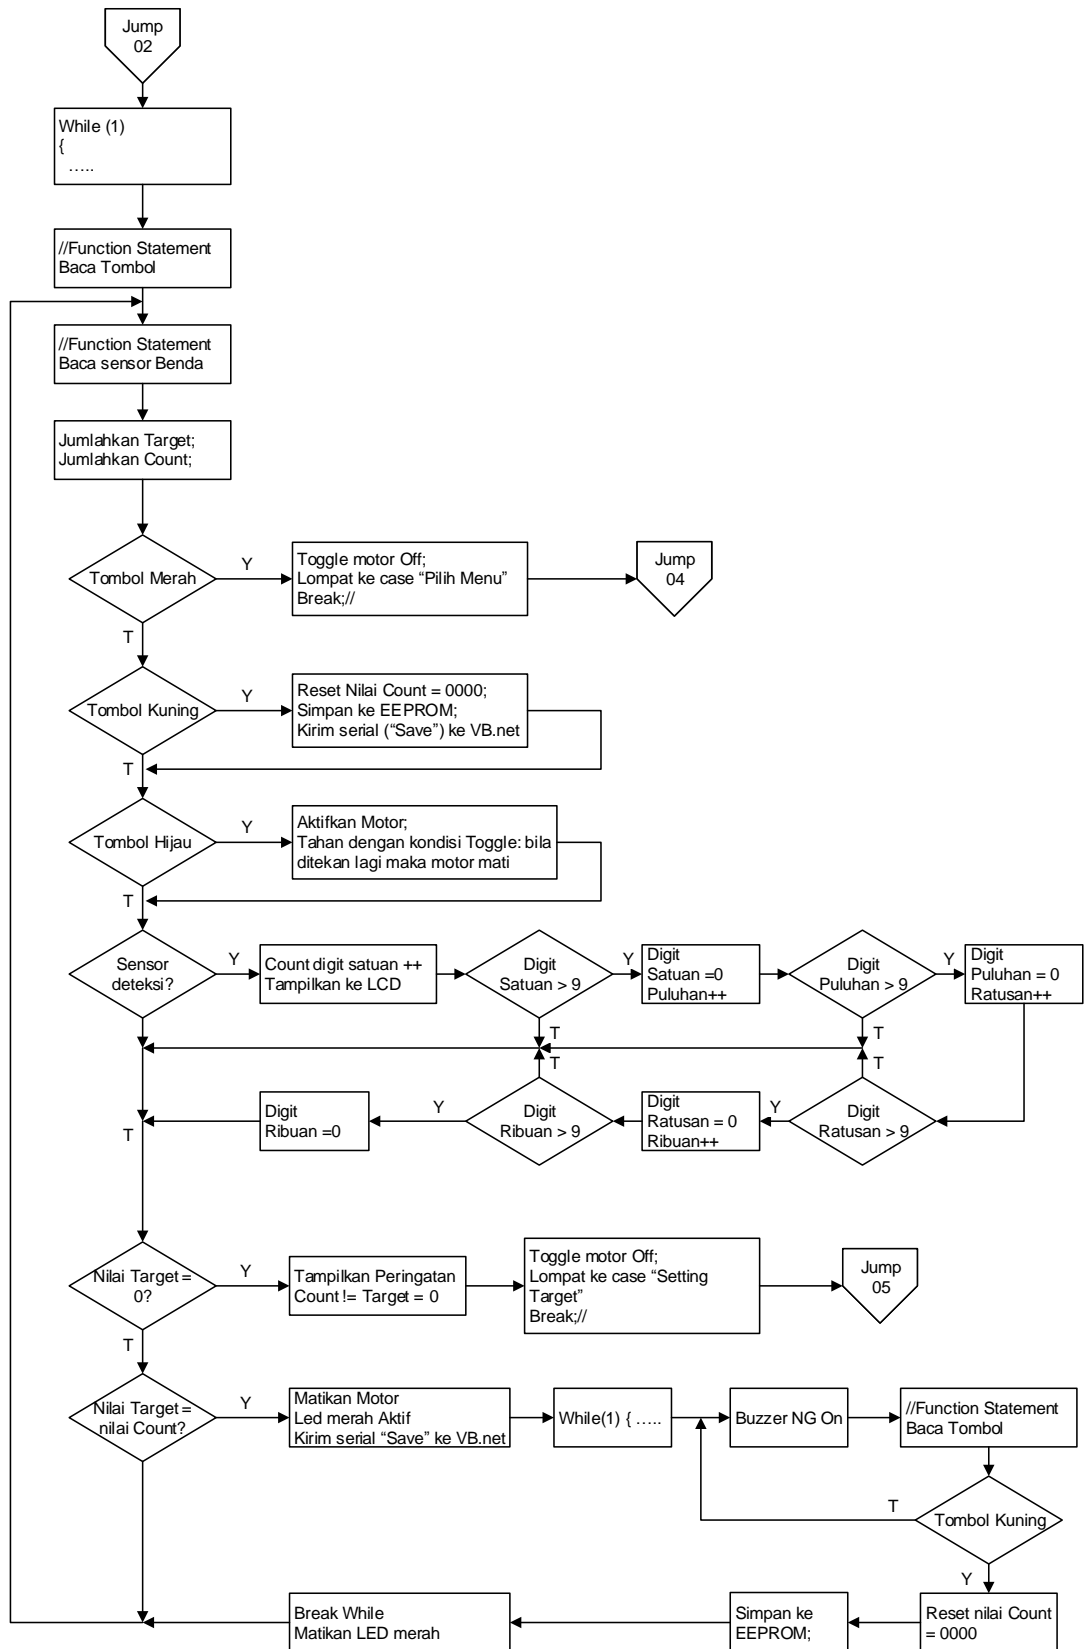 Jump
02
While (1)
{
…..
//Function Statement
Baca Tombol
//Function Statement
Baca sensor Benda
Jumlahkan Target;
Jumlahkan Count;
Tombol Merah
Y
T
Toggle motor Off;
Lompat ke case “Pilih Menu”
Break;//
Jump
04
Tombol Kuning
Y
T
Reset Nilai Count = 0000;
Simpan ke EEPROM;
Kirim serial (“Save”) ke VB.net
Tombol Hijau
Y
T
Aktifkan Motor;
Tahan dengan kondisi Toggle: bila
ditekan lagi maka motor mati
Sensor
deteksi?
Y
T
Count digit satuan ++
Tampilkan ke LCD
Digit
Satuan > 9
Y
T
Digit
Satuan =0
Puluhan++
Digit
Puluhan > 9
Y
T
Digit
Puluhan = 0
Ratusan++
Digit
Ratusan > 9
T
Y
Digit
Ratusan = 0
Ribuan++
Digit
Ribuan > 9
T
Y
Digit
Ribuan =0
Nilai Target =
0?
Y
T
Tampilkan Peringatan
Count != Target = 0
Toggle motor Off;
Lompat ke case “Setting
Target”
Break;//
Jump
05
Nilai Target =
nilai Count?
Y
Matikan Motor
Led merah Aktif
Kirim serial “Save” ke VB.net
While(1) { …..
Buzzer NG On
//Function Statement
Baca Tombol
Tombol Kuning
T
Y
Reset nilai Count
= 0000
Simpan ke
EEPROM;
Break While
Matikan LED merah